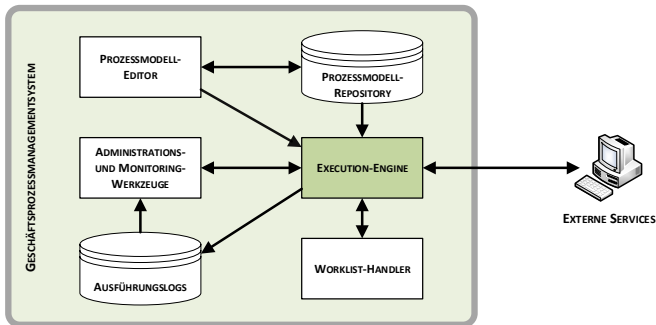 GESCHÄFTSPROZESSMANAGEMENTSYSTEM
PROZESSMODELL-
EDITOR
PROZESSMODELL-
REPOSITORY
ADMINISTRATIONS-
UND MONITORING-
WERKZEUGE
EXECUTION-ENGINE
EXTERNE SERVICES
AUSFÜHRUNGSLOGS
WORKLIST-HANDLER